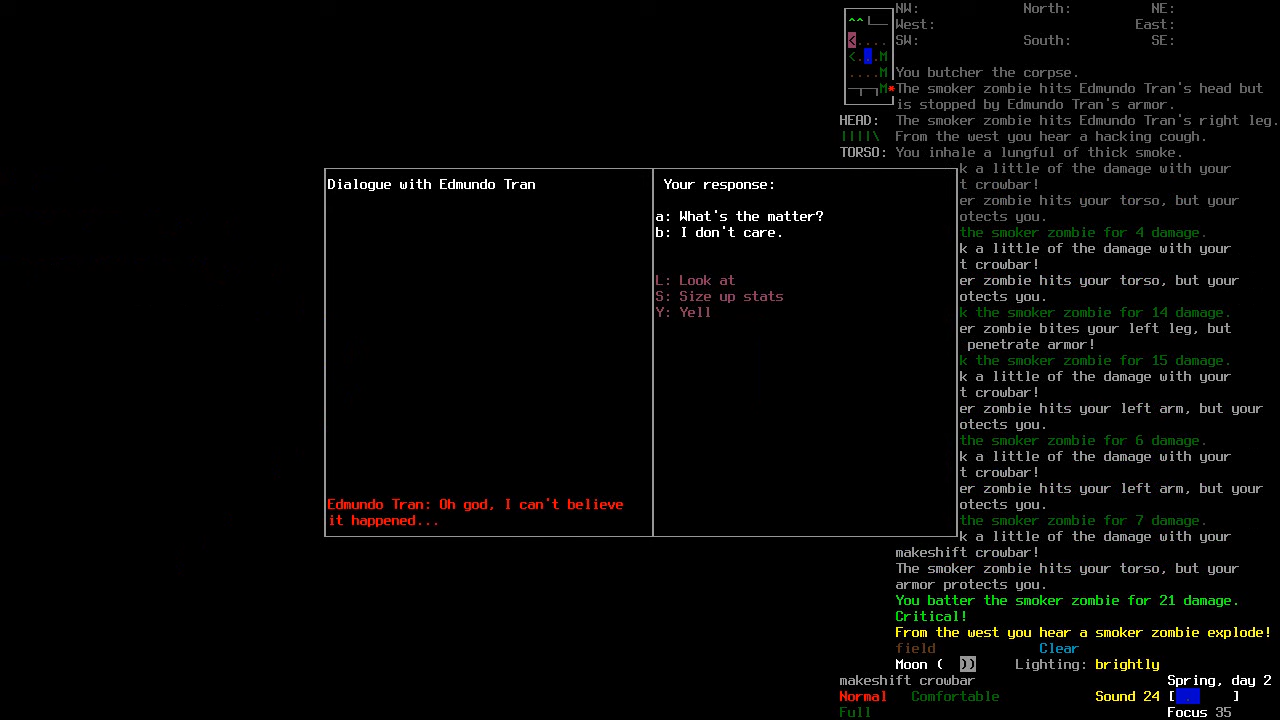 NW: North: NE:
West: East:
SW: South: SE:
^^
<....
<...M
....M
M*
You butcher the corpse.
The smoker zombie hits Edmundo Tran's head but
is stopped by Edmundo Tran's armor.
HEAD: The smoker zombie hits Edmundo Tran's right leg.
||||\ From the west you hear a hacking cough.
TORSO: You inhale a lungful of thick smoke.
Dialogue with Edmundo Tran
Edmundo Tran: Oh god, I can't believe
it happened...
Your response:
a: What's the matter?
b: I don't care.
L: Look at
S: Size up stats
Y: Yell
k a little of the damage with your
t crowbar!
er zombie hits your torso, but your
otects you.
the smoker zombie for 4 damage.
k a little of the damage with your
t crowbar!
er zombie hits your torso, but your
otects you.
k the smoker zombie for 14 damage.
er zombie bites your left leg, but
penetrate armor!
k the smoker zombie for 15 damage.
k a little of the damage with your
t crowbar!
er zombie hits your left arm, but your
otects you.
the smoker zombie for 6 damage.
k a little of the damage with your
t crowbar!
er zombie hits your left arm, but your
otects you.
the smoker zombie for 7 damage.
k a little of the damage with your
makeshift crowbar!
The smoker zombie hits your torso, but your
armor protects you.
You batter the smoker zombie for 21 damage.
Critical!
From the west you hear a smoker zombie explode!
field Clear
Moon ( )) Lighting: brightly
makeshift crowbar Spring, day 2
Normal Comfortable Sound 24 [. ]
Full Focus 35